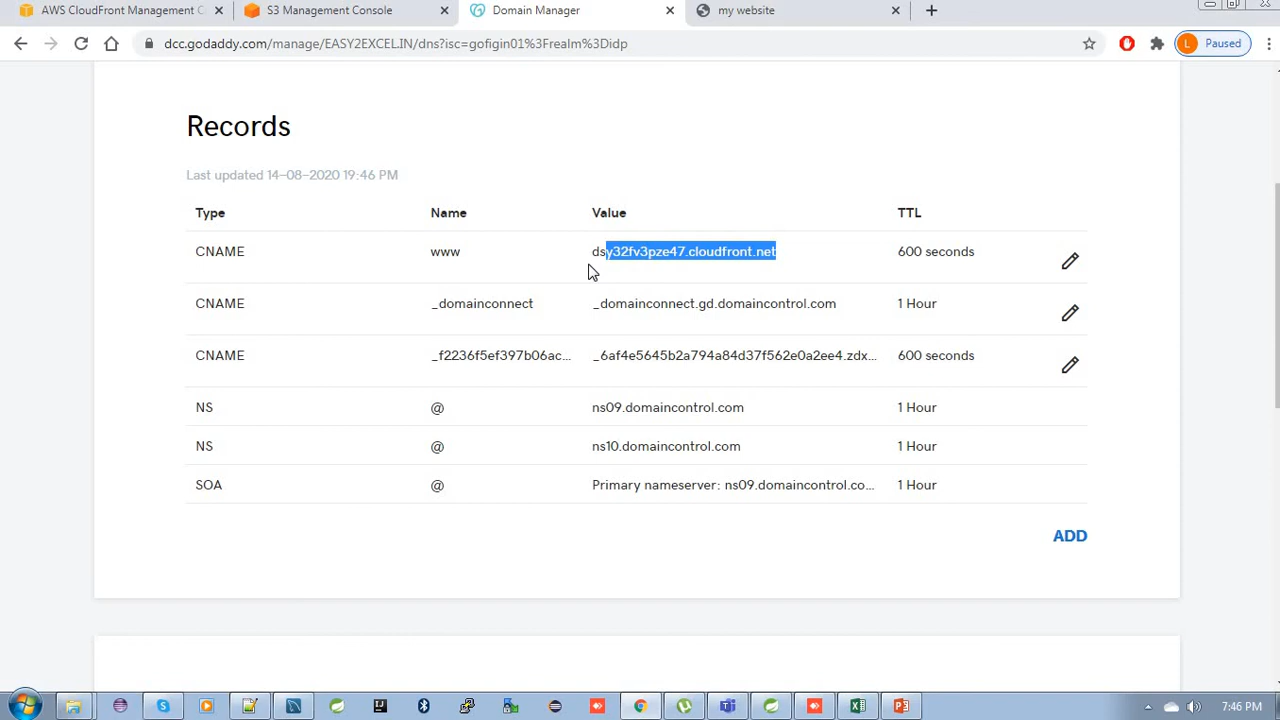 AWS CloudFront Management C
S3 Management Console
Domain Manager
my website
dcc.godaddy.com/manage/EASY2EXCEL.IN/dns?isc=gdlgin01%3Frealm%3Didp
L Paused
Records
Last updated 14-08-2020 19:46 PM
Type Name Value TTL
CNAME www dsy32fv3pze47.cloudfront.net 600 seconds
CNAME _domainconnect _domainconnect.gd.domaincontrol.com 1 Hour
CNAME _f2236f5ef397b06ac... _6af4e5645b2a794a84d37f562e0a2ee4.zdx... 600 seconds
NS @ ns09.domaincontrol.com 1 Hour
NS @ ns10.domaincontrol.com 1 Hour
SOA @ Primary nameserver: ns09.domaincontrol.co... 1 Hour
ADD
7:46 PM